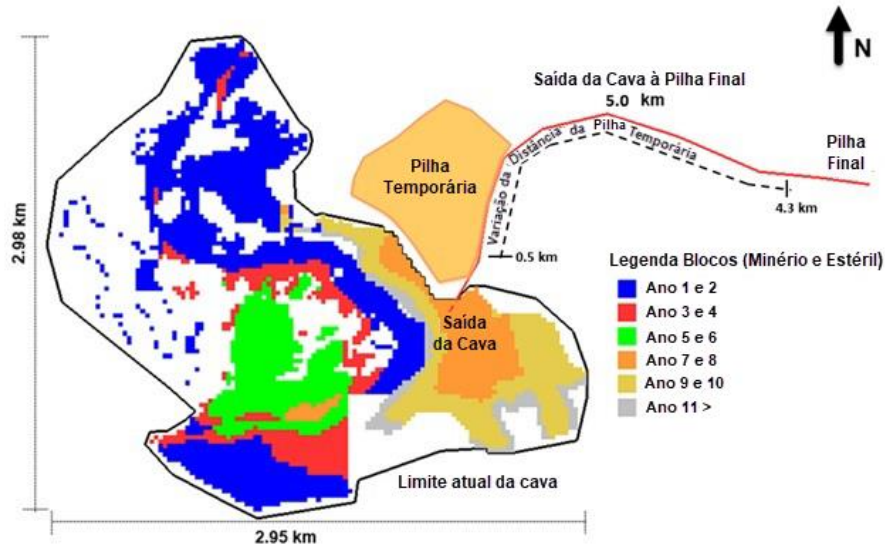 N
Saída da Cava à Pilha Final
5.0 km
Variação da Distância da Pilha Temporária
Pilha
Final
Pilha
Temporária
4.3 km
0.5 km
2.98 km
Legenda Blocos (Minério e Estéril)
Ano 1 e 2
Ano 3 e 4
Ano 5 e 6
Ano 7 e 8
Ano 9 e 10
Ano 11 >
Saída
da Cava
Limite atual da cava
2.95 km